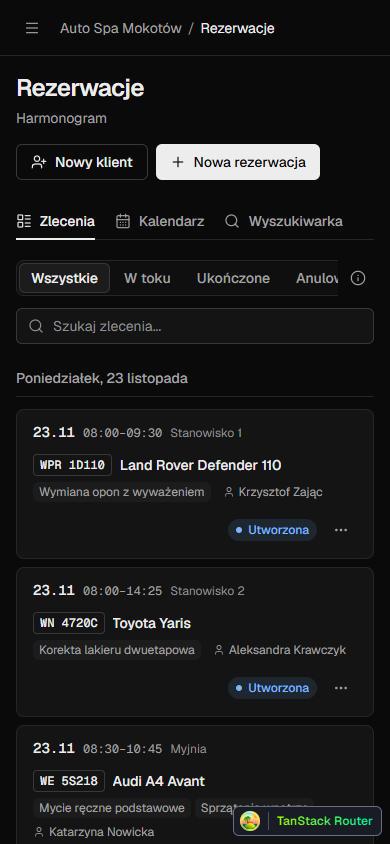 Auto Spa Mokotów / Rezerwacje
Rezerwacje
Harmonogram
Nowy klient
Nowa rezerwacja
Zlecenia Kalendarz Wyszukiwarka
Wszystkie W toku Ukończone Anulow
Szukaj zlecenia...
Poniedziałek, 23 listopada
23.11 08:00–09:30 Stanowisko 1
WPR 1D110 Land Rover Defender 110
Wymiana opon z wyważeniem Krzysztof Zając
Utworzona
23.11 08:00–14:25 Stanowisko 2
WN 4720C Toyota Yaris
Korekta lakieru dwuetapowa Aleksandra Krawczyk
Utworzona
23.11 08:30–10:45 Myjnia
WE 5S218 Audi A4 Avant
Mycie ręczne podstawowe
Katarzyna Nowicka
TanStack Router